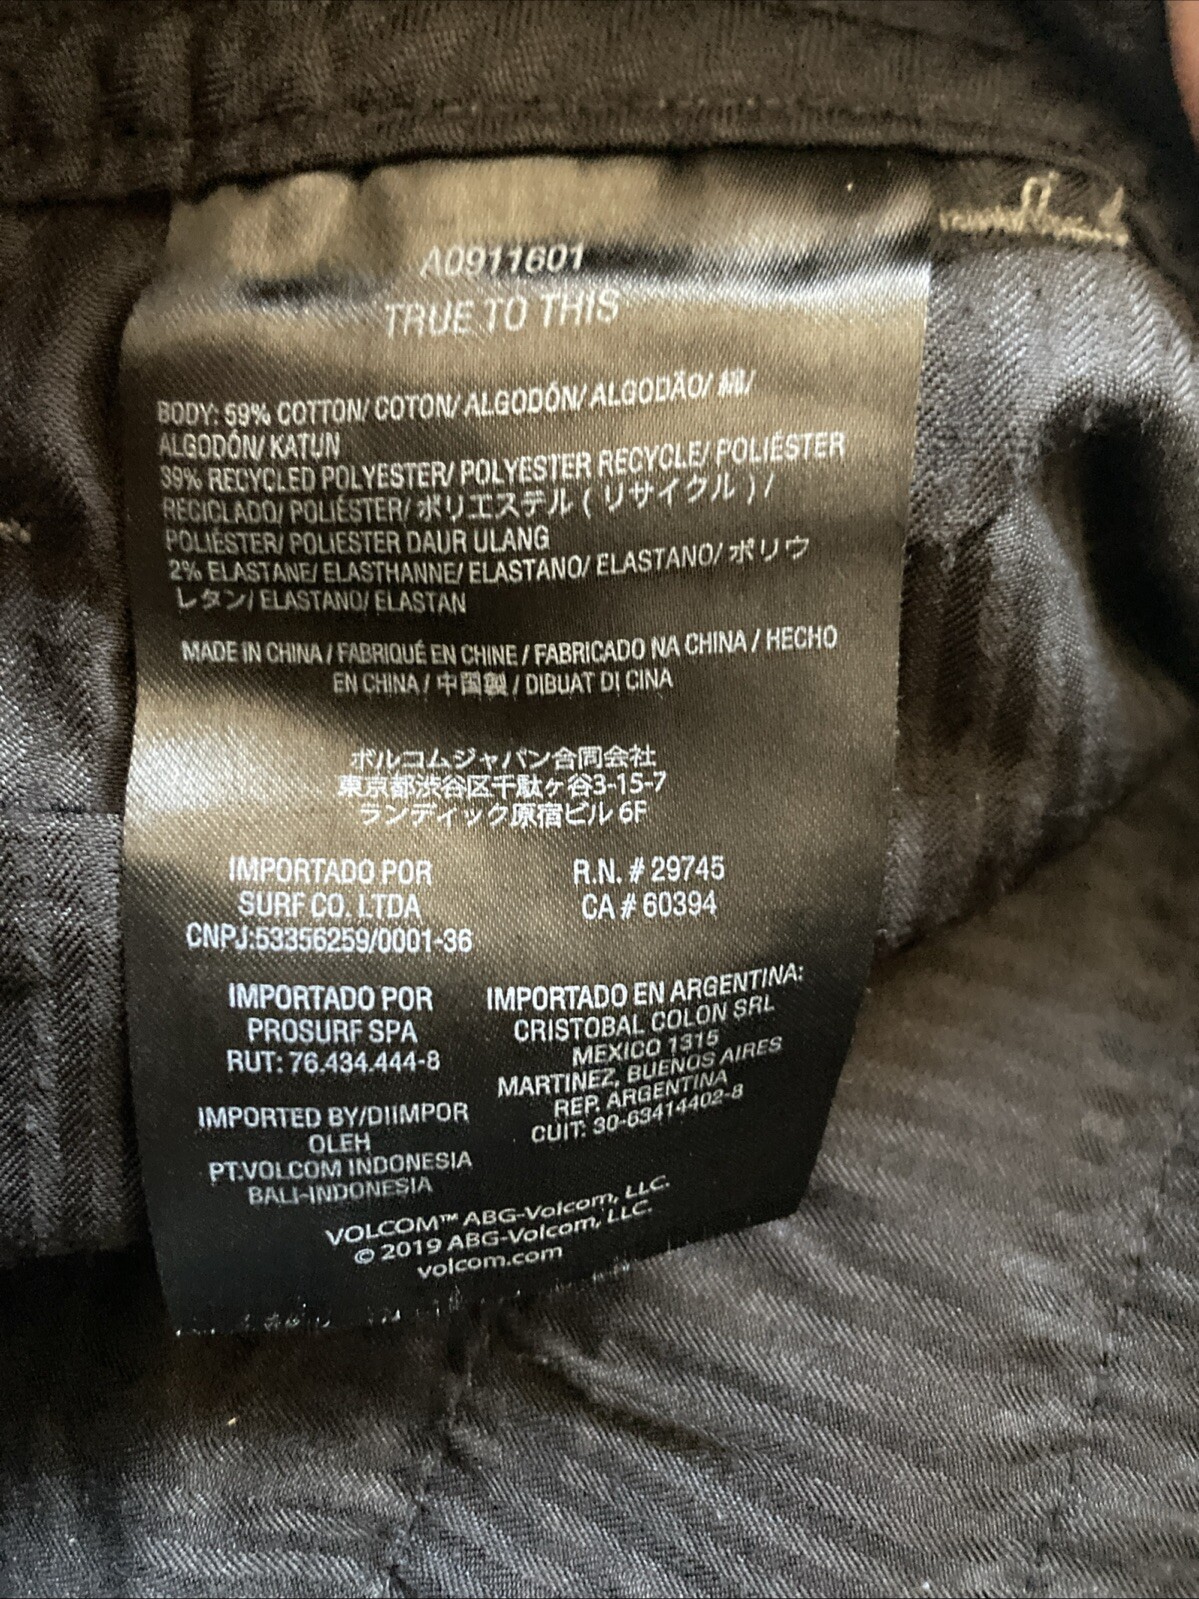 A0911601
TRUE TO THIS
BODY: 59% COTTON/ COTON/ ALGODÓN/ ALGODÃO/ 綿/
ALGODÓN/ KATUN
39% RECYCLED POLYESTER/ POLYESTER RECYCLE/ POLIÉSTER
RECICLADO/ POLIÉSTER/ ポリエステル ( リサイクル ) /
POLIÉSTER/ POLIESTER DAUR ULANG
2% ELASTANE/ ELASTHANNE/ ELASTANO/ ELASTANO/ ポリウ
レタン/ ELASTANO/ ELASTAN
MADE IN CHINA / FABRIQUÉ EN CHINE / FABRICADO NA CHINA / HECHO
EN CHINA / 中国製 / DIBUAT DI CINA
ボルコムジャパン合同会社
東京都渋谷区千駄ヶ谷3-15-7
ランディック原宿ビル 6F
IMPORTADO POR
SURF CO. LTDA
CNPJ:53356259/0001-36
R.N. # 29745
CA # 60394
IMPORTADO POR
PROSURF SPA
RUT: 76.434.444-8
IMPORTADO EN ARGENTINA:
CRISTOBAL COLON SRL
MEXICO 1315
MARTINEZ, BUENOS AIRES
REP. ARGENTINA
CUIT: 30-63414402-8
IMPORTED BY/DIIMPOR
OLEH
PT.VOLCOM INDONESIA
BALI-INDONESIA
VOLCOM™ ABG-Volcom, LLC.
© 2019 ABG-Volcom, LLC.
volcom.com